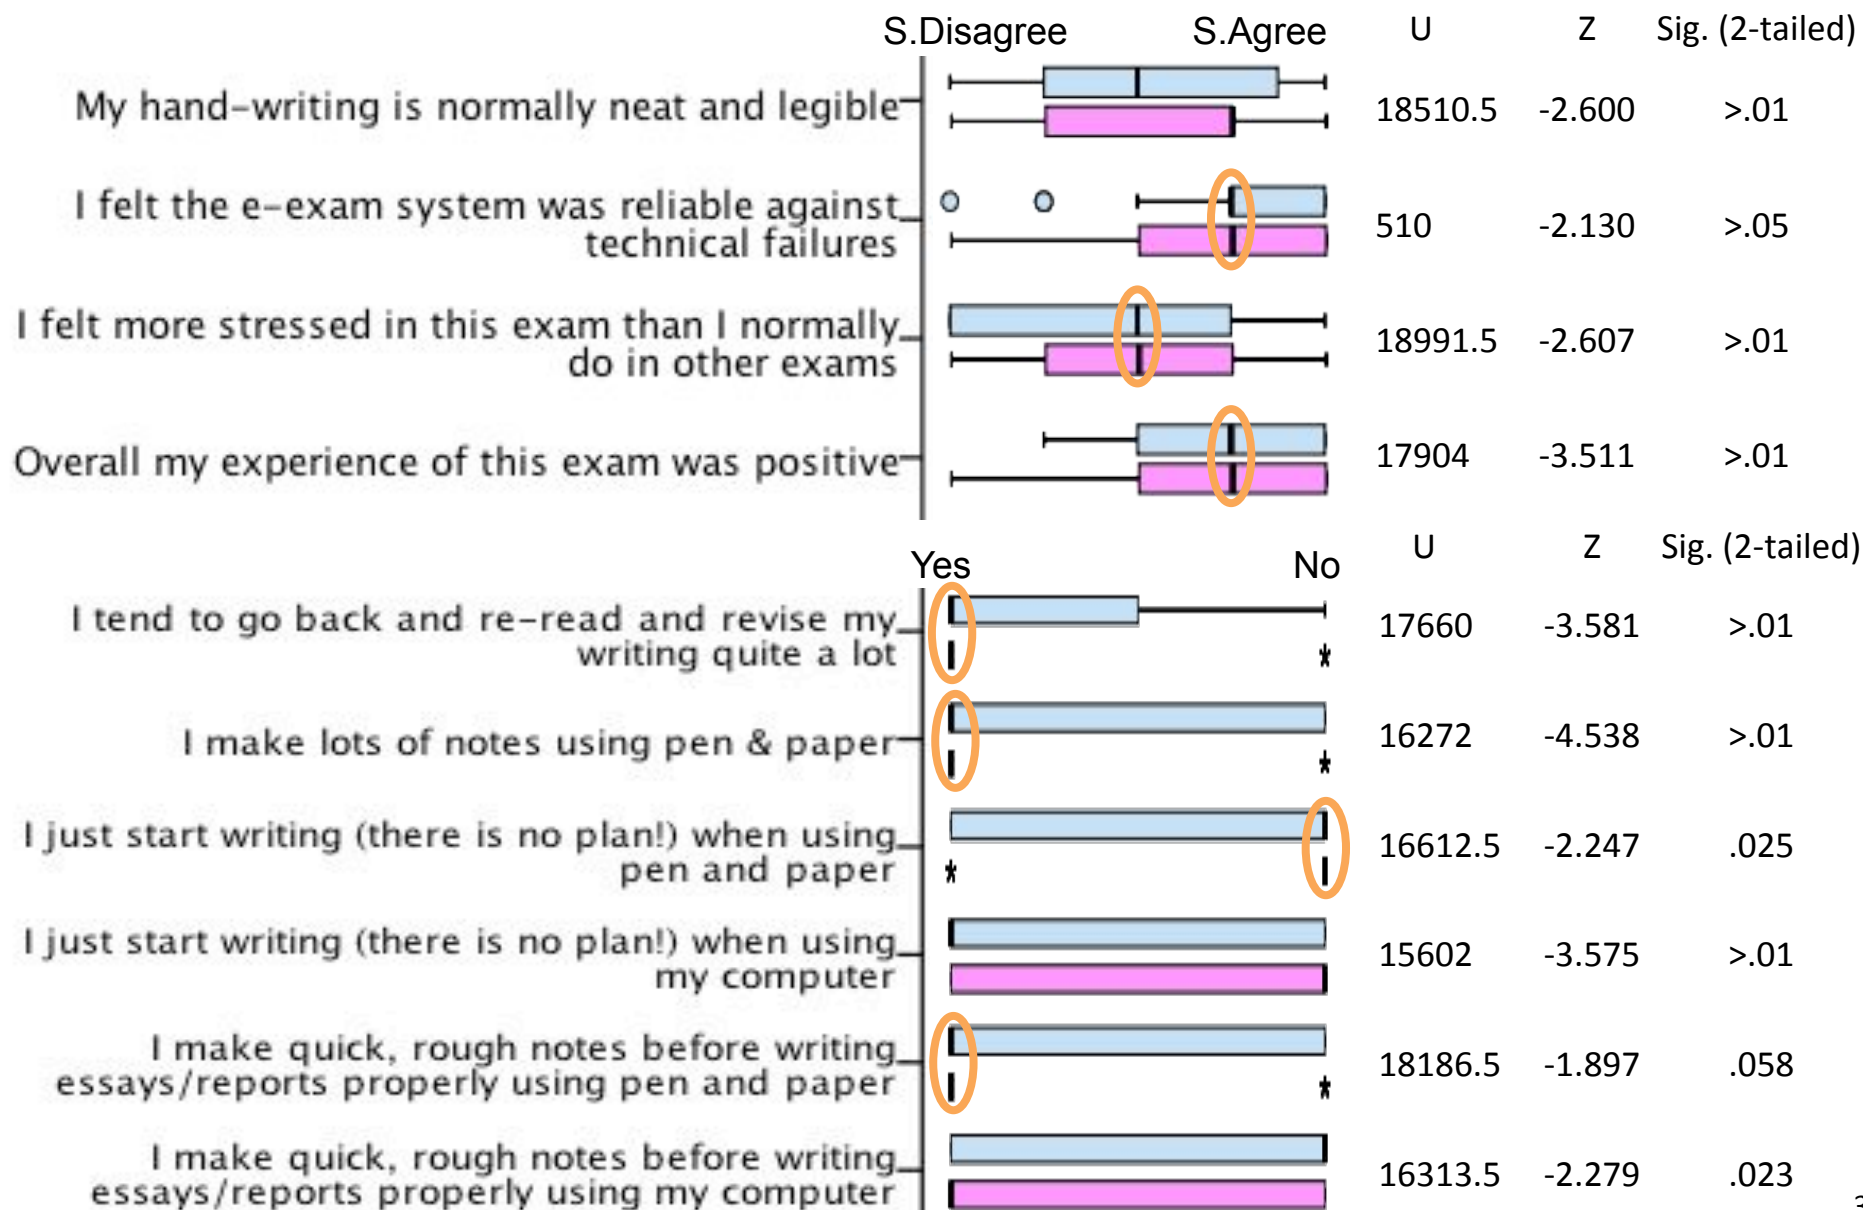 S.Disagree S.Agree U Z Sig. (2-tailed)
My hand-writing is normally neat and legible 18510.5 -2.600 >.01
I felt the e-exam system was reliable against
technical failures 510 -2.130 >.05
I felt more stressed in this exam than I normally
do in other exams 18991.5 -2.607 >.01
Overall my experience of this exam was positive 17904 -3.511 >.01
U Z Sig. (2-tailed)
Yes No
I tend to go back and re-read and revise my
writing quite a lot 17660 -3.581 >.01
I make lots of notes using pen & paper 16272 -4.538 >.01
I just start writing (there is no plan!) when using
pen and paper 16612.5 -2.247 .025
I just start writing (there is no plan!) when using
my computer 15602 -3.575 >.01
I make quick, rough notes before writing
essays/reports properly using pen and paper 18186.5 -1.897 .058
I make quick, rough notes before writing
essays/reports properly using my computer 16313.5 -2.279 .023